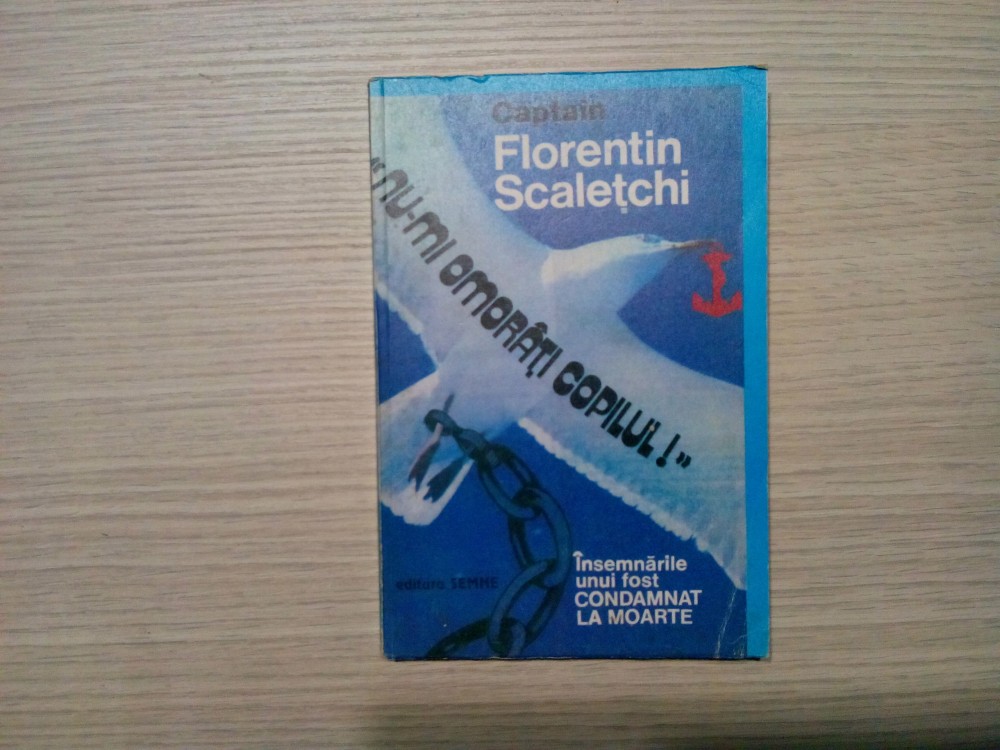 Captain
Florentin
Scalețchi
"NU-MI OMORÂȚI COPILUL!"
editura SEMNE
Însemnările
unui fost
CONDAMNAT
LA MOARTE